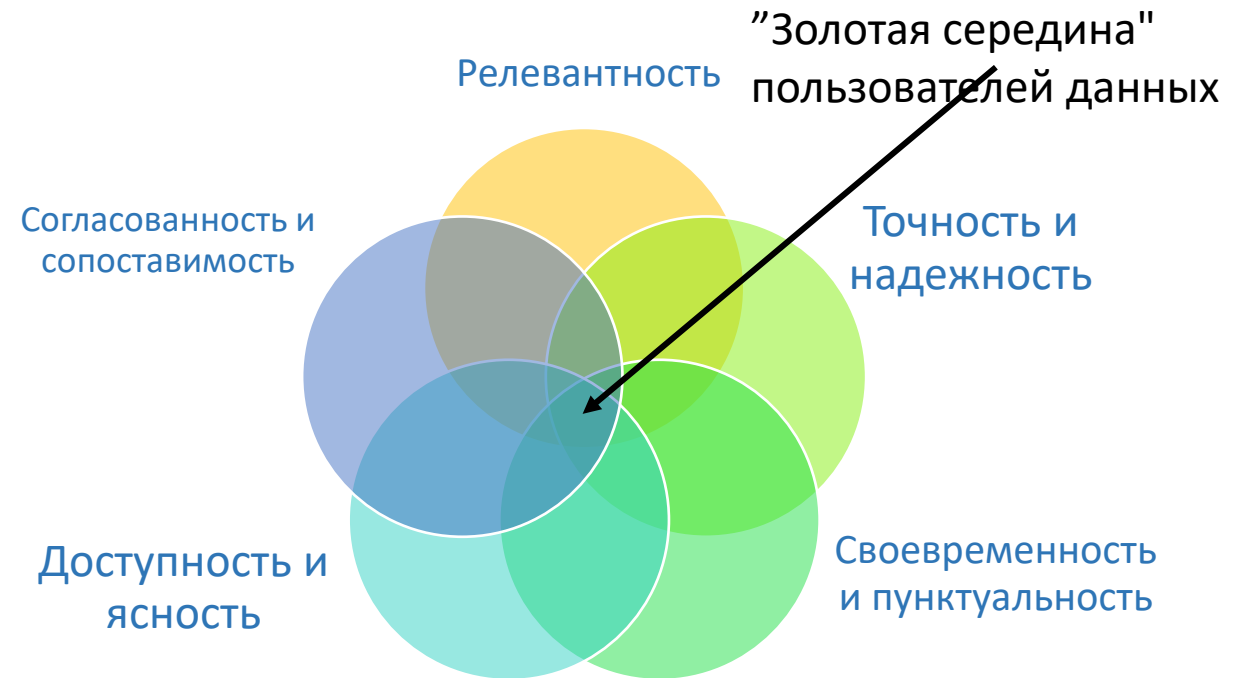 ”Золотая середина"
пользователей данных
Релевантность
Согласованность и
сопоставимость
Точность и
надежность
Доступность и
ясность
Своевременность
и пунктуальность